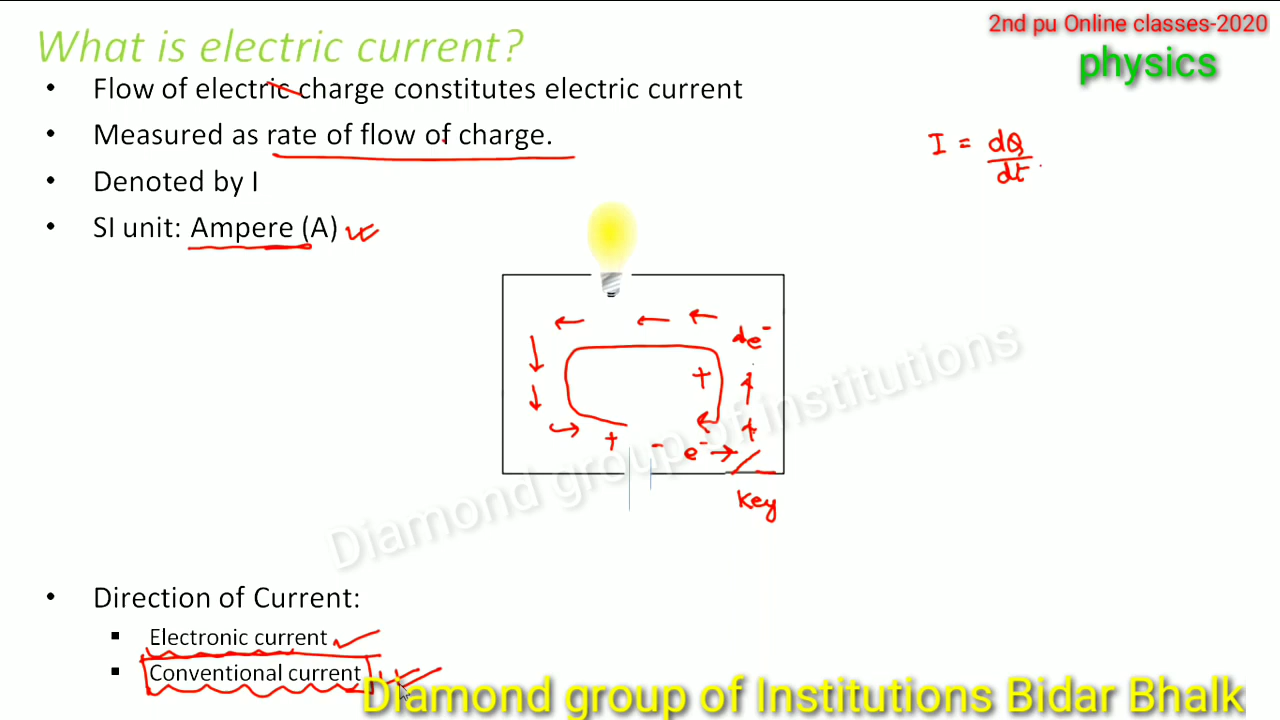 2nd pu Online classes-2020
physics
What is electric current?
• Flow of electric charge constitutes electric current
• Measured as rate of flow of charge.
I = dQ/dt
• Denoted by I
• SI unit: Ampere (A)
e⁻
+
+ - e⁻
Key
Diamond group of institutions
• Direction of Current:
▪ Electronic current
▪ Conventional current
Diamond group of Institutions Bidar Bhalk